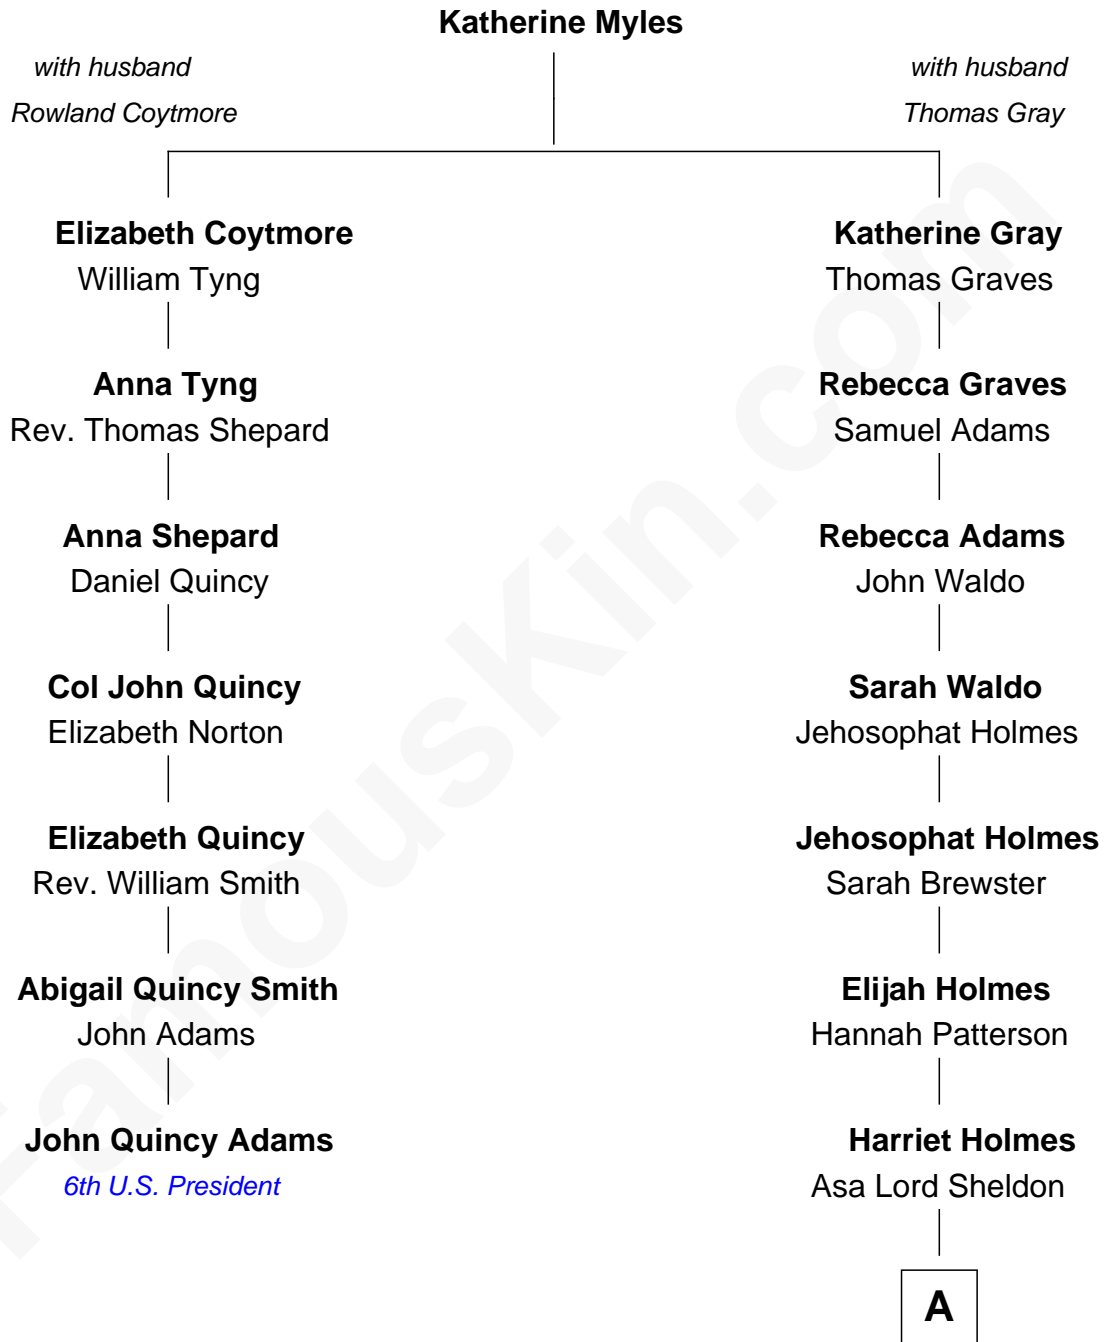 Katherine Myles
with husband
Rowland Coytmore
with husband
Thomas Gray
Elizabeth Coytmore
William Tyng
Katherine Gray
Thomas Graves
Anna Tyng
Rev. Thomas Shepard
Rebecca Graves
Samuel Adams
Anna Shepard
Daniel Quincy
Rebecca Adams
John Waldo
Col John Quincy
Elizabeth Norton
Sarah Waldo
Jehosophat Holmes
Elizabeth Quincy
Rev. William Smith
Jehosophat Holmes
Sarah Brewster
Abigail Quincy Smith
John Adams
Elijah Holmes
Hannah Patterson
John Quincy Adams
6th U.S. President
Harriet Holmes
Asa Lord Sheldon
A
FamousKin.com